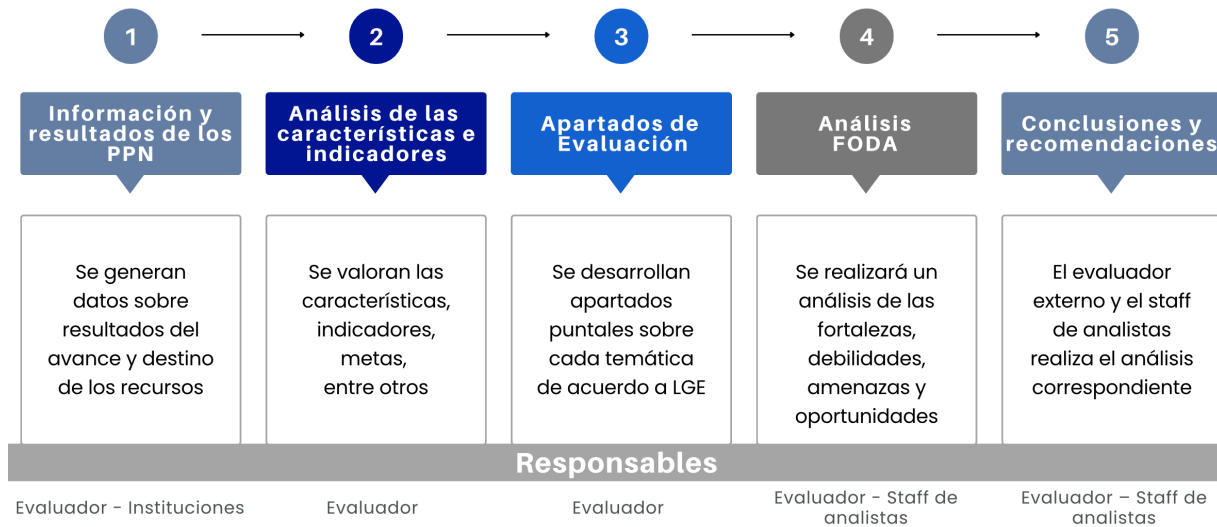 1
2
3
4
5
Información y
resultados de los
PPN
Análisis de las
características e
indicadores
Apartados de
Evaluación
Análisis
FODA
Conclusiones y
recomendaciones
Se generan
datos sobre
resultados del
avance y destino
de los recursos
Se valoran las
características,
indicadores,
metas,
entre otros
Se desarrollan
apartados
puntales sobre
cada temática
de acuerdo a LGE
Se realizará un
análisis de las
fortalezas,
debilidades,
amenazas y
oportunidades
El evaluador
externo y el staff
de analistas
realiza el análisis
correspondiente
Responsables
Evaluador - Instituciones
Evaluador
Evaluador
Evaluador - Staff de
analistas
Evaluador – Staff de
analistas